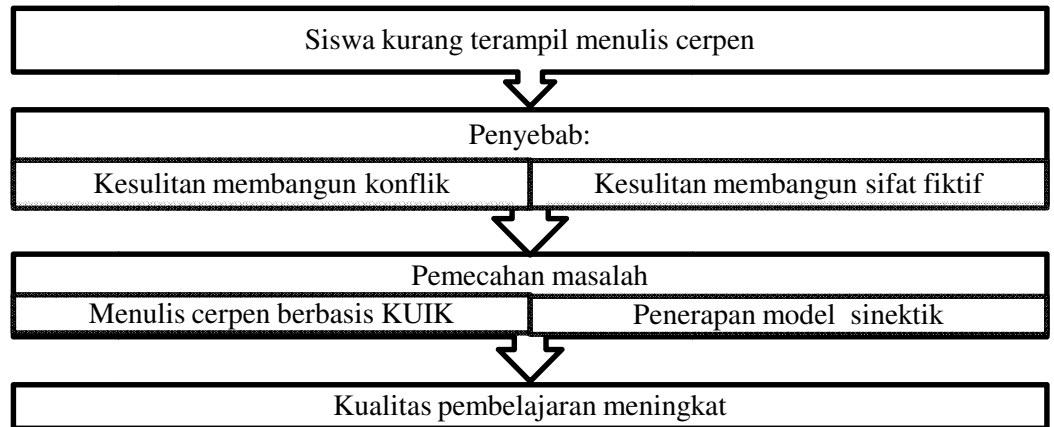 Siswa kurang terampil menulis cerpen
Penyebab:
Kesulitan membangun konflik
Kesulitan membangun sifat fiktif
Pemecahan masalah
Menulis cerpen berbasis KUIK
Penerapan model sinektik
Kualitas pembelajaran meningkat